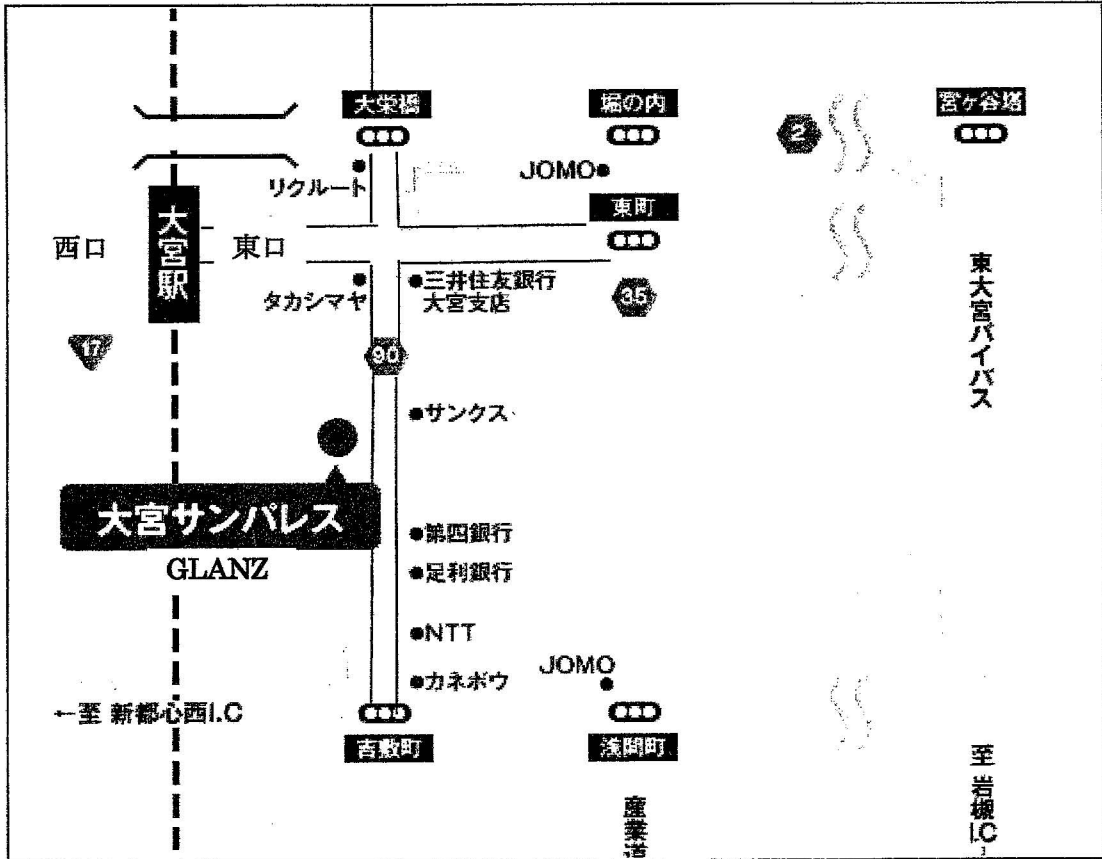 大栄橋
堀の内
宮ヶ谷塔
2
リクルート
JOMO
東町
西口
大宮駅
東口
タカシマヤ
三井住友銀行
大宮支店
35
東大宮バイパス
17
90
サンクス
大宮サンパレス
GLANZ
第四銀行
足利銀行
NTT
カネボウ
JOMO
←至 新都心西I.C
吉敷町
浅間町
産業道
至岩槻I.C